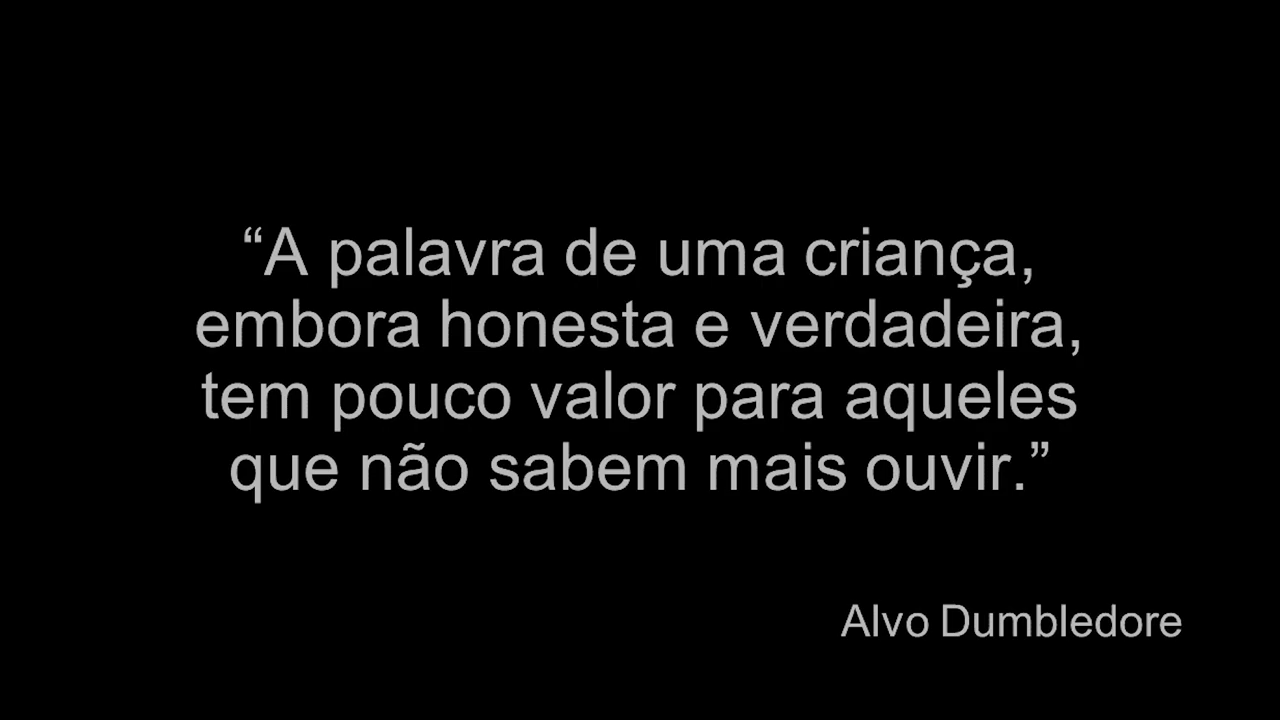 “A palavra de uma criança,
embora honesta e verdadeira,
tem pouco valor para aqueles
que não sabem mais ouvir.”
Alvo Dumbledore